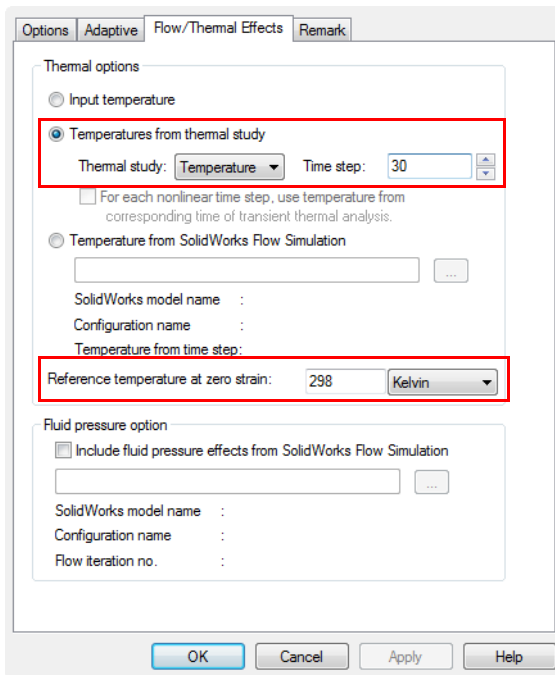 Options Adaptive Flow/Thermal Effects Remark
Thermal options
Input temperature
Temperatures from thermal study
Thermal study: Temperature Time step: 30
For each nonlinear time step, use temperature from
corresponding time of transient thermal analysis.
Temperature from SolidWorks Flow Simulation
...
SolidWorks model name :
Configuration name :
Temperature from time step:
Reference temperature at zero strain: 298 Kelvin
Fluid pressure option
Include fluid pressure effects from SolidWorks Flow Simulation
...
SolidWorks model name :
Configuration name :
Flow iteration no. :
OK Cancel Apply Help